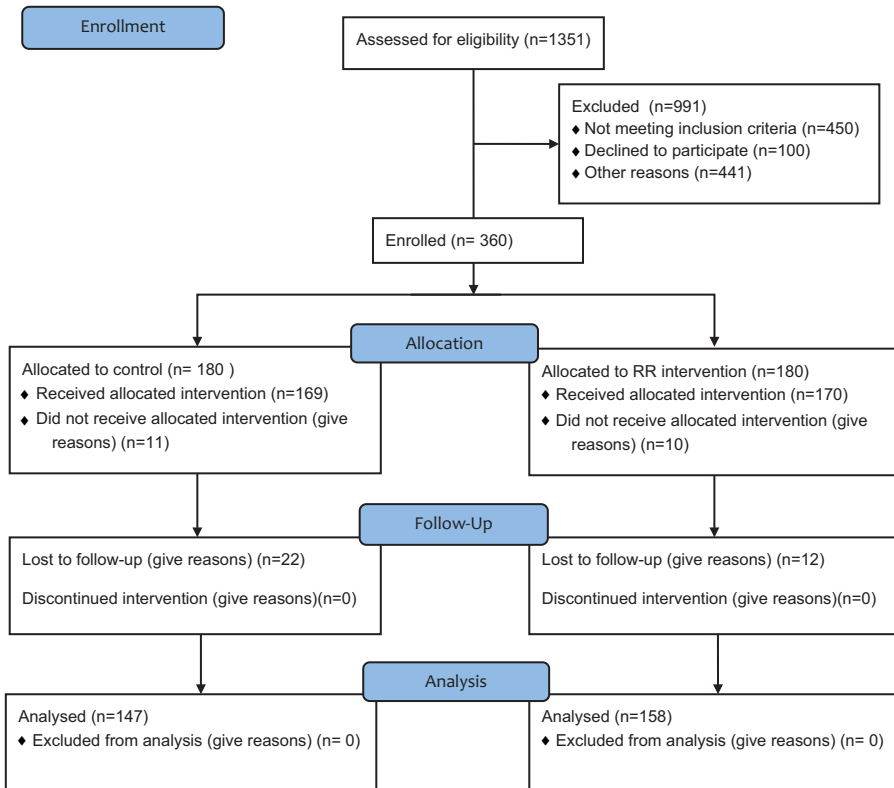 Enrollment
Assessed for eligibility (n=1351)
Excluded (n=991)
♦ Not meeting inclusion criteria (n=450)
♦ Declined to participate (n=100)
♦ Other reasons (n=441)
Enrolled (n= 360)
Allocation
Allocated to control (n= 180 )
♦ Received allocated intervention (n=169)
♦ Did not receive allocated intervention (give
reasons) (n=11)
Allocated to RR intervention (n=180)
♦ Received allocated intervention (n=170)
♦ Did not receive allocated intervention (give
reasons) (n=10)
Follow-Up
Lost to follow-up (give reasons) (n=22)
Discontinued intervention (give reasons)(n=0)
Lost to follow-up (give reasons) (n=12)
Discontinued intervention (give reasons)(n=0)
Analysis
Analysed (n=147)
♦ Excluded from analysis (give reasons) (n= 0)
Analysed (n=158)
♦ Excluded from analysis (give reasons) (n= 0)